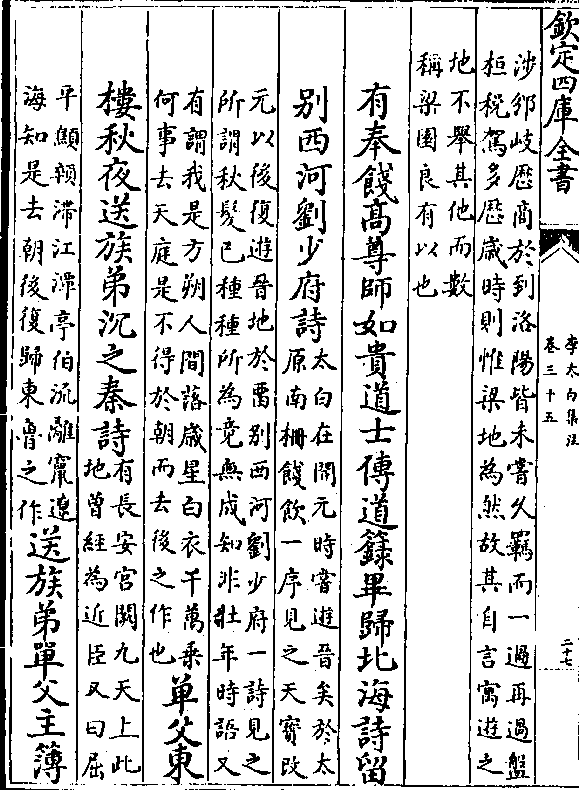 欽定四庫全書
李太白集注
卷三十五
二十七
涉邠岐歷商於到洛陽皆未嘗久羈而一過再過盤
桓稅駕多歷歲時則惟梁地為然故其自言寓遊之
地不舉其他而數
稱梁園良有以也
有奉餞髙尊師如貴道士傳道籙畢歸北海詩留
别西河劉少府詩
太白在開元時嘗遊晉矣於太
原南柵餞飲一序見之天寳改
元以後復遊晉地於畱别西河劉少府一詩見之
所謂秋髮已種種所為竟無成知非壯年時語又
有謂我是方朔人間落歲星白衣千萬乗
何事去天庭是不得於朝而去後之作也
單父東
樓秋夜送族弟沉之秦詩
有長安宫闕九天上此
地曾經為近臣又曰屈
平顦顇滯江潭亭伯流離竄遼
海知是去朝後復歸東魯之作
送族弟單父主簿